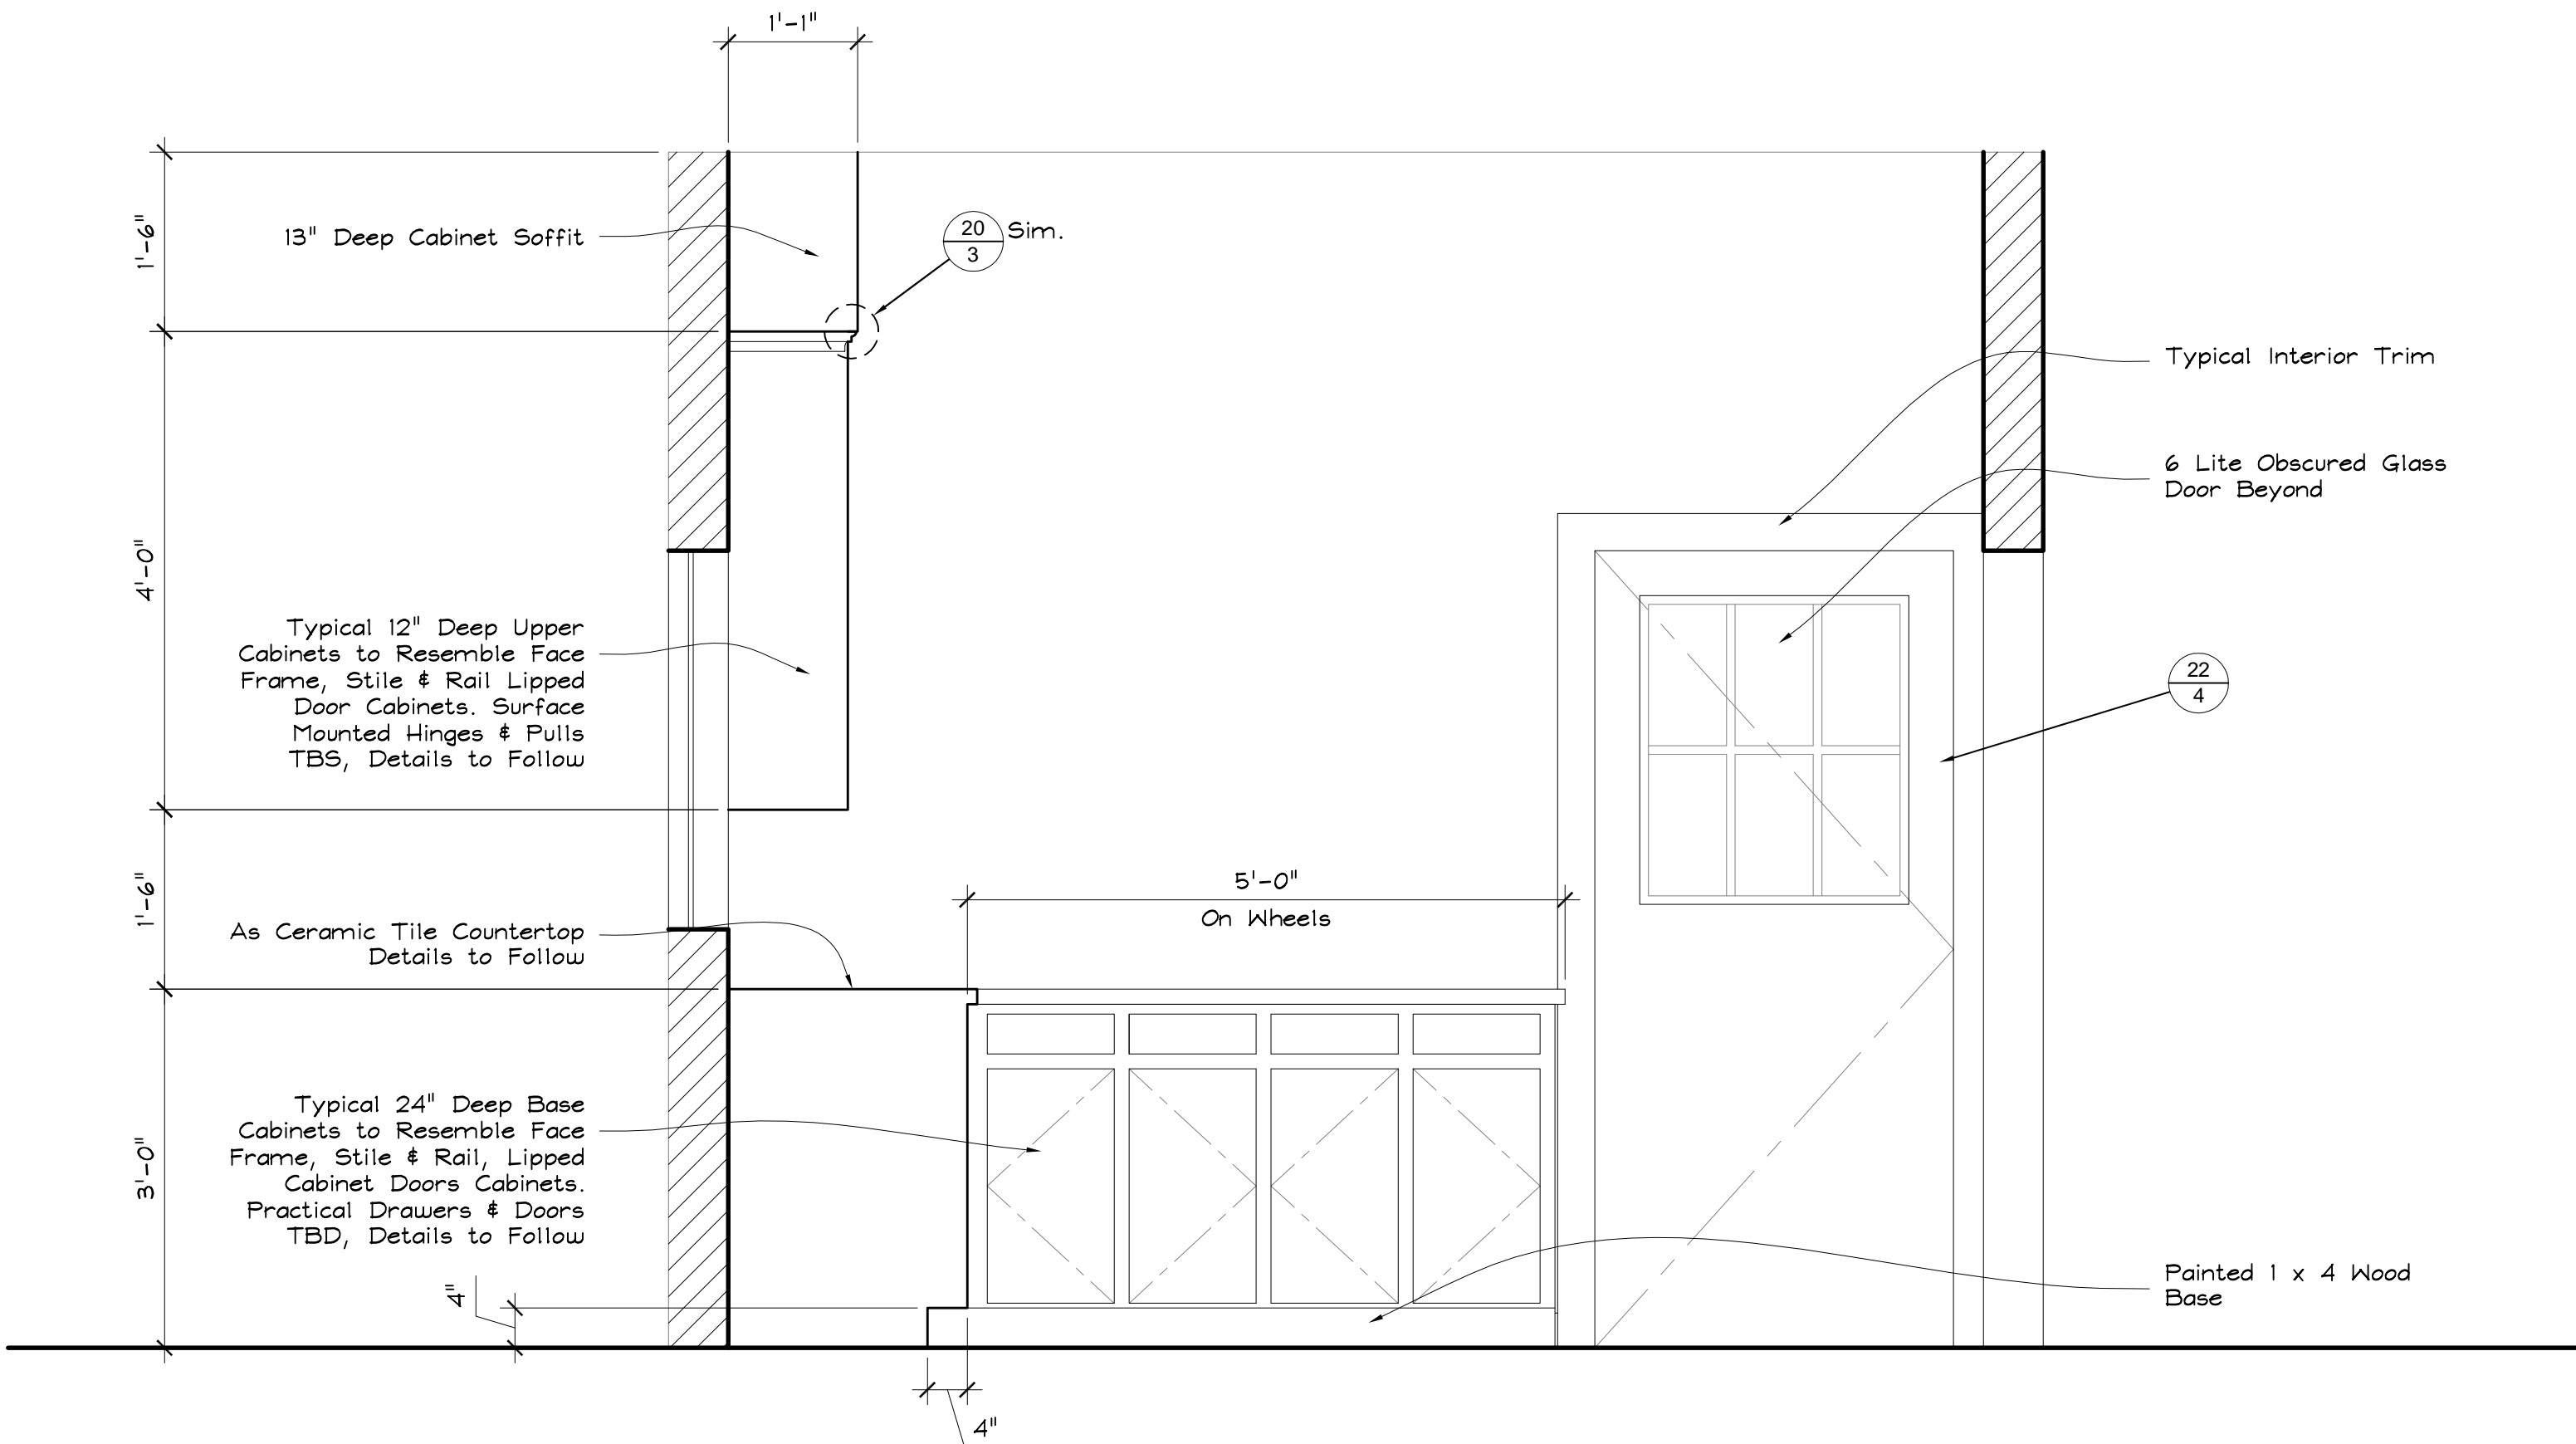 1'-1"
1'-6"
13" Deep Cabinet Soffit
20
3
Sim.
Typical Interior Trim
6 Lite Obscured Glass
Door Beyond
4'-0"
Typical 12" Deep Upper
Cabinets to Resemble Face
Frame, Stile & Rail Lipped
Door Cabinets. Surface
Mounted Hinges & Pulls
TBS, Details to Follow
22
4
1'-6"
5'-0"
On Wheels
As Ceramic Tile Countertop
Details to Follow
3'-0"
Typical 24" Deep Base
Cabinets to Resemble Face
Frame, Stile & Rail, Lipped
Cabinet Doors Cabinets.
Practical Drawers & Doors
TBD, Details to Follow
4"
Painted 1 x 4 Wood
Base
4"